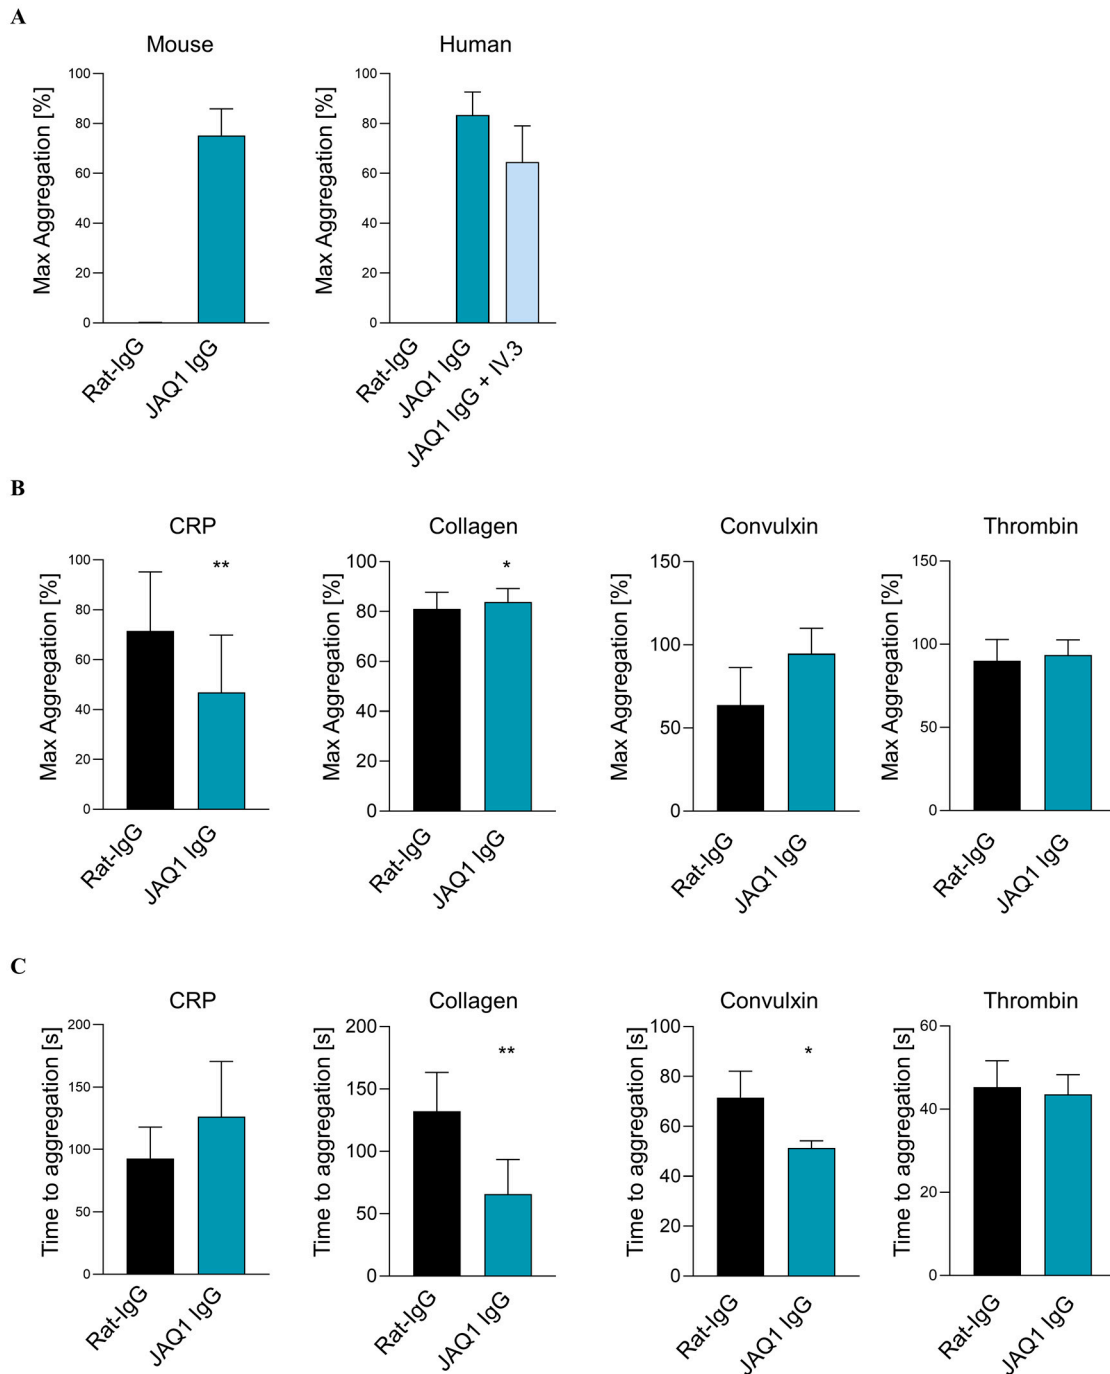 A
Mouse
Human
Max Aggregation [%]
100
80
60
40
20
0
Rat-IgG
JAQ1 IgG
Max Aggregation [%]
100
80
60
40
20
0
Rat-IgG
JAQ1 IgG
JAQ1 IgG + IV.3
B
CRP
Collagen
Convulxin
Thrombin
Max Aggregation [%]
100
80
60
40
20
0
**
Rat-IgG
JAQ1 IgG
Max Aggregation [%]
100
80
60
40
20
0
*
Rat-IgG
JAQ1 IgG
Max Aggregation [%]
150
100
50
0
Rat-IgG
JAQ1 IgG
Max Aggregation [%]
150
100
50
0
Rat-IgG
JAQ1 IgG
C
CRP
Collagen
Convulxin
Thrombin
Time to aggregation [s]
200
150
100
50
0
Rat-IgG
JAQ1 IgG
Time to aggregation [s]
200
150
100
50
0
**
Rat-IgG
JAQ1 IgG
Time to aggregation [s]
100
80
60
40
20
0
*
Rat-IgG
JAQ1 IgG
Time to aggregation [s]
60
40
20
0
Rat-IgG
JAQ1 IgG